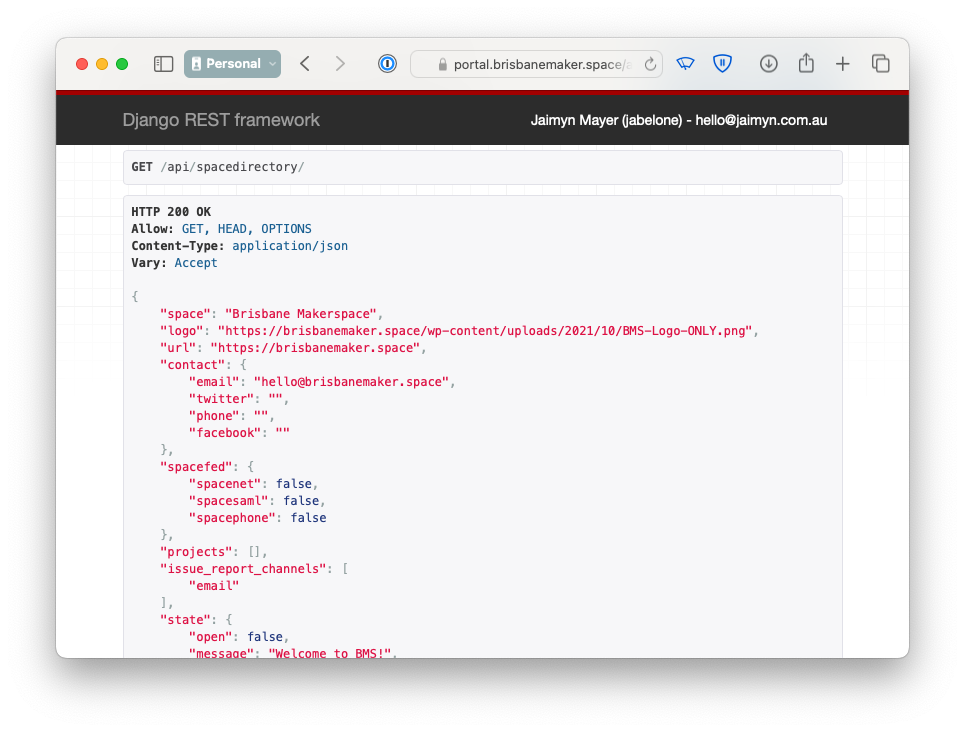 Personal
portal.brisbanemaker.space/a
Django REST framework
Jaimyn Mayer (jabelone) - hello@jaimyn.com.au
GET /api/spacedirectory/
HTTP 200 OK
Allow: GET, HEAD, OPTIONS
Content-Type: application/json
Vary: Accept
{
    "space": "Brisbane Makerspace",
    "logo": "https://brisbanemaker.space/wp-content/uploads/2021/10/BMS-Logo-ONLY.png",
    "url": "https://brisbanemaker.space",
    "contact": {
        "email": "hello@brisbanemaker.space",
        "twitter": "",
        "phone": "",
        "facebook": ""
    },
    "spacefed": {
        "spacenet": false,
        "spacesaml": false,
        "spacephone": false
    },
    "projects": [],
    "issue_report_channels": [
        "email"
    ],
    "state": {
        "open": false,
        "message": "Welcome to BMS!",